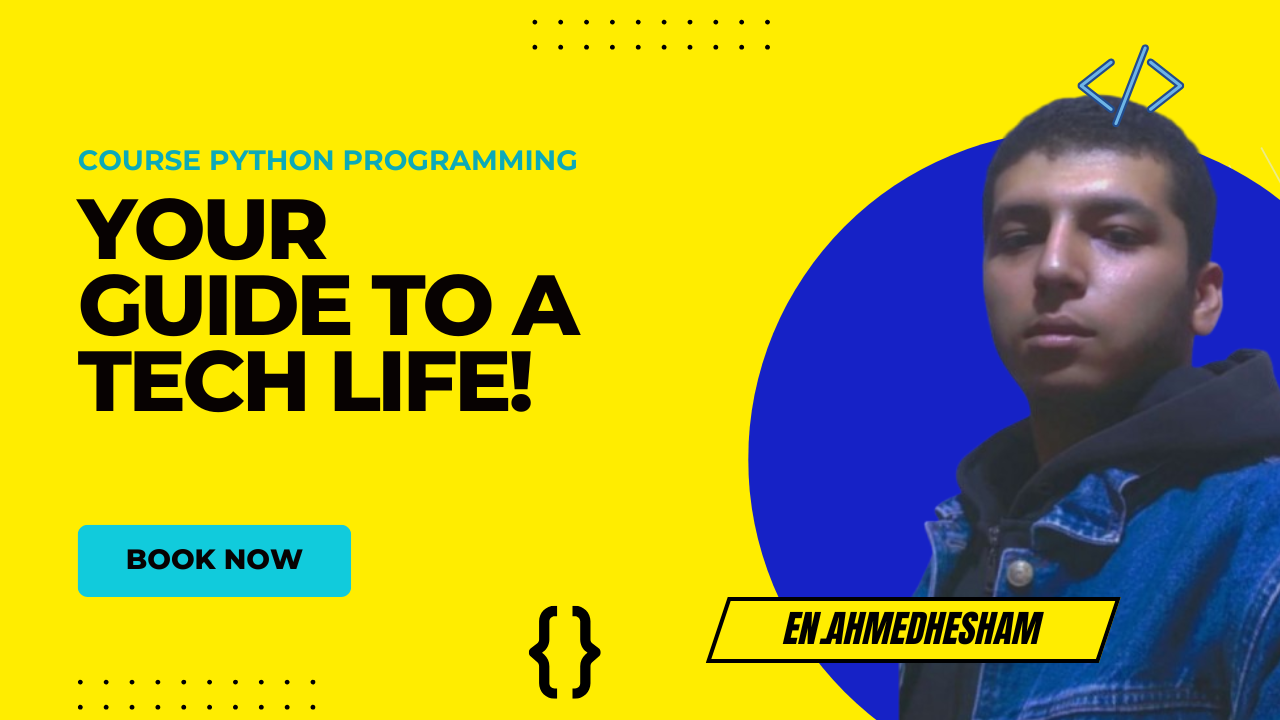 COURSE PYTHON PROGRAMMING
YOUR
GUIDE TO A
TECH LIFE!
BOOK NOW
{ }
EN.AHMEDHESHAM
</>